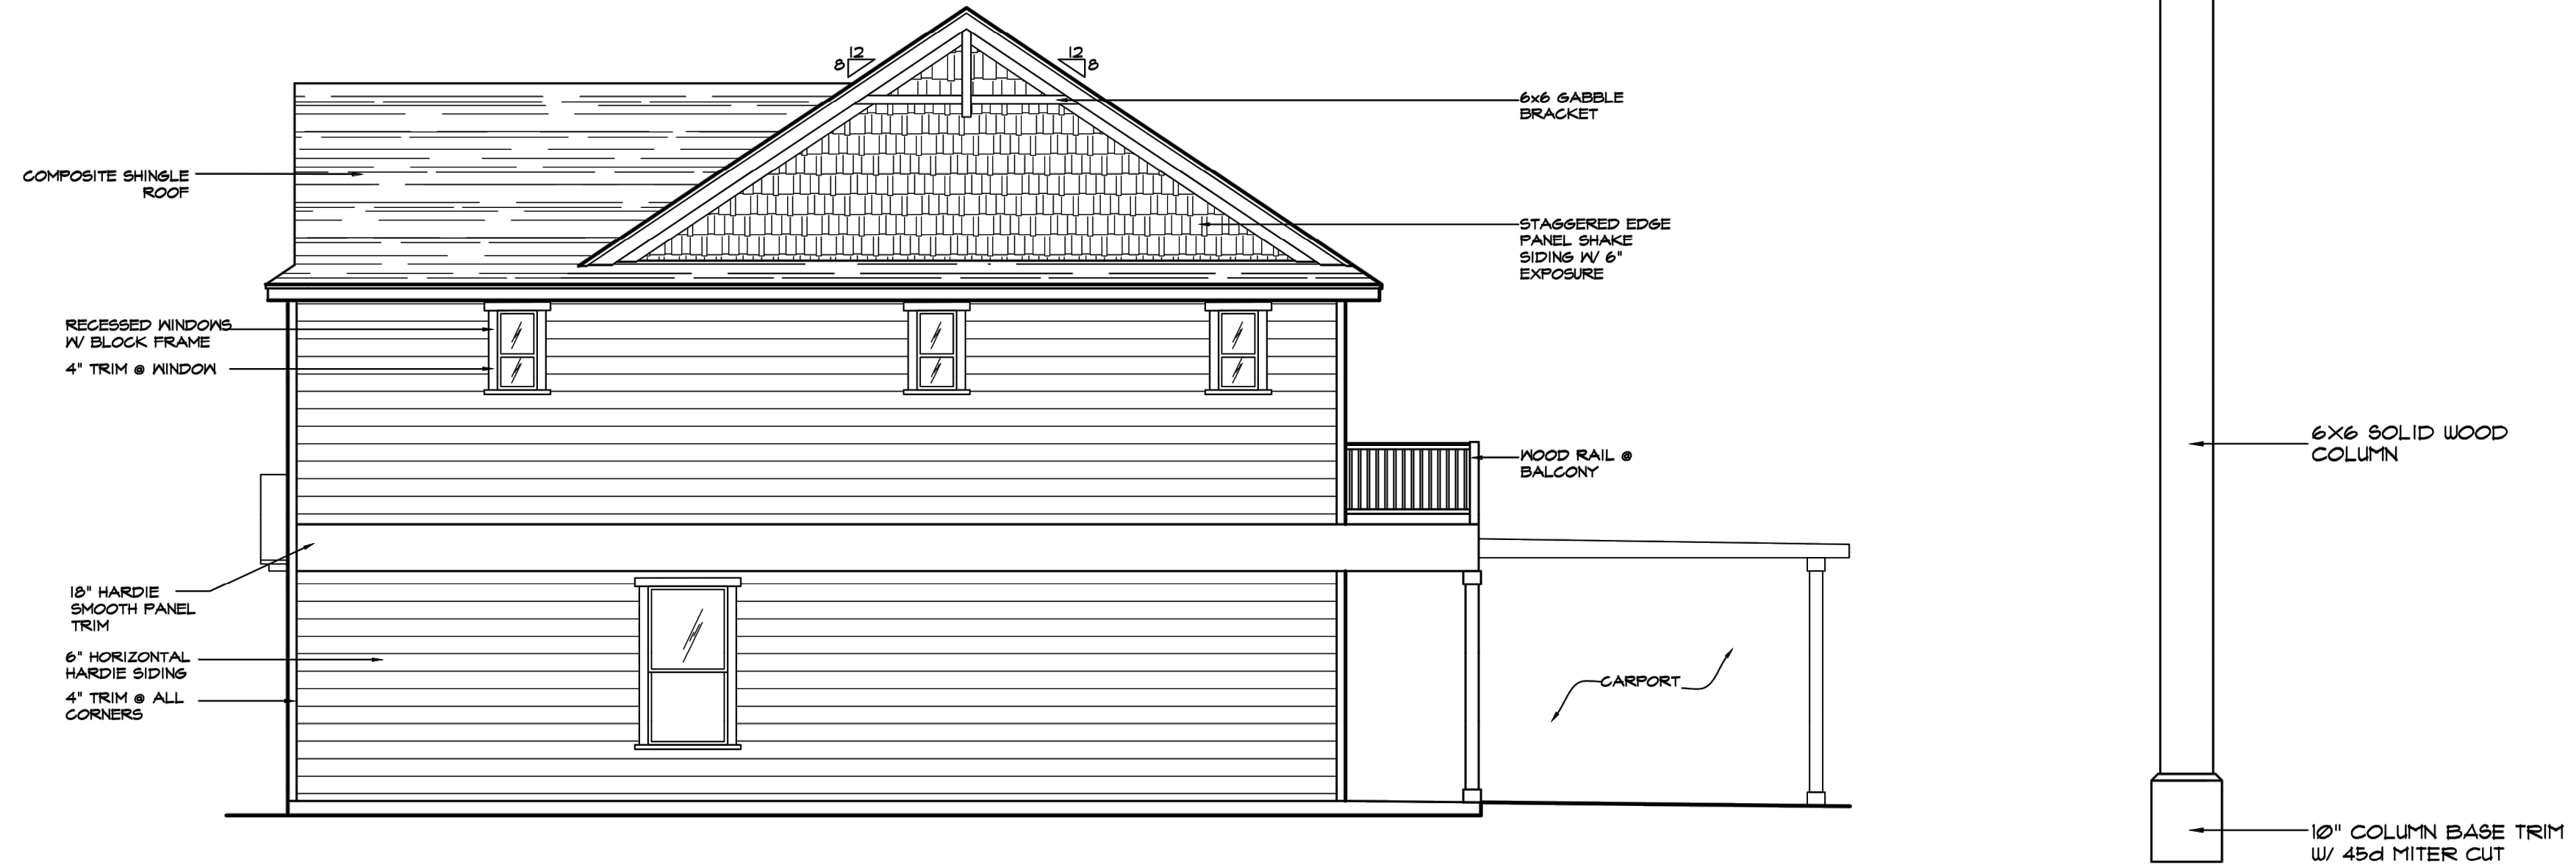 12
8
12
8
6x6 GABBLE
BRACKET
COMPOSITE SHINGLE
ROOF
STAGGERED EDGE
PANEL SHAKE
SIDING W/ 6"
EXPOSURE
RECESSED WINDOWS
W/ BLOCK FRAME
4" TRIM @ WINDOW
6X6 SOLID WOOD
COLUMN
WOOD RAIL @
BALCONY
18" HARDIE
SMOOTH PANEL
TRIM
6" HORIZONTAL
HARDIE SIDING
4" TRIM @ ALL
CORNERS
CARPORT
10" COLUMN BASE TRIM
W/ 45d MITER CUT